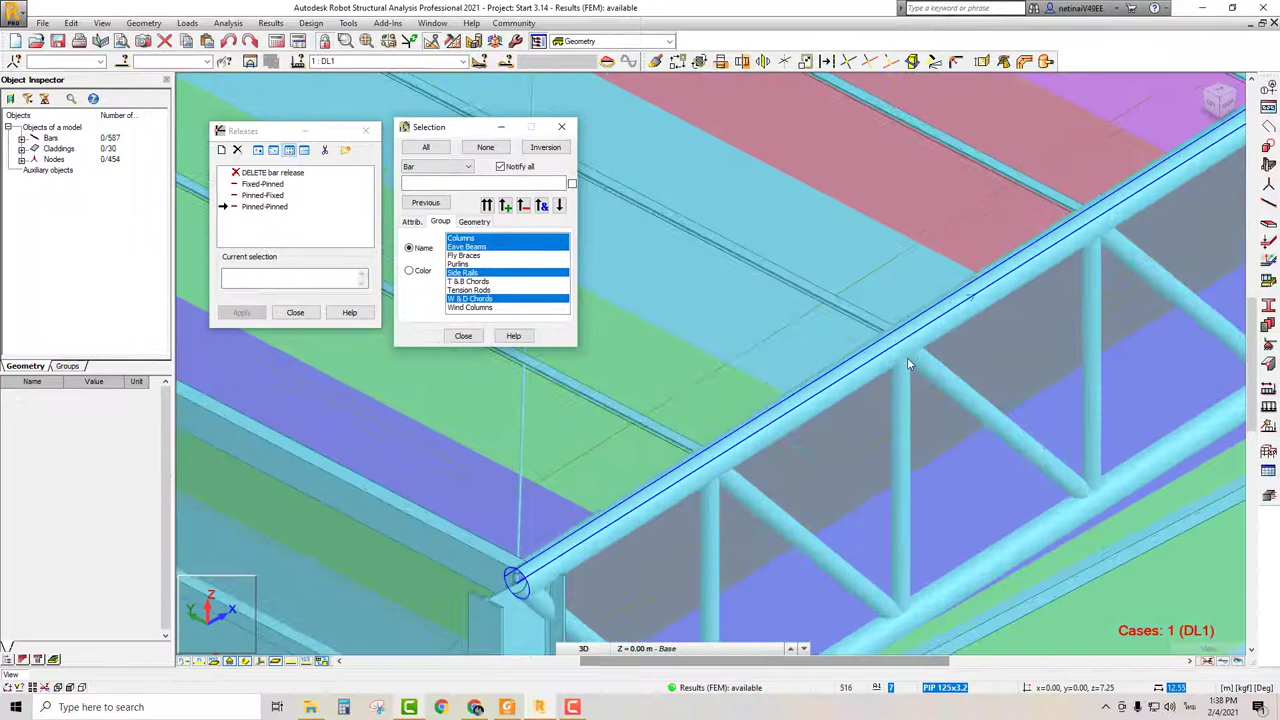 PRO
Autodesk Robot Structural Analysis Professional 2021 - Project: Start 3.14 - Results (FEM): available
Type a keyword or phrase
netinaiV49EE
File Edit View Geometry Loads Analysis Results Design Tools Add-Ins Window Help Community
Geometry
1 : DL1
Object Inspector
Objects Number of...
Objects of a model
Bars 0/587
Claddings 0/30
Nodes 0/454
Auxiliary objects
Geometry Groups
Name Value Unit
Releases
DELETE bar release
Fixed-Pinned
Pinned-Fixed
Pinned-Pinned
Current selection
Apply Close Help
Selection
All None Inversion
Bar Notify all
Previous
Attrib. Group Geometry
Name
Color
Columns
Eave Beams
Fly Braces
Purlins
Side Rails
T & B Chords
Tension Rods
W & D Chords
Wind Columns
Close Help
Z
Y X
3D Z = 0.00 m - Base
Cases: 1 (DL1)
View
Results (FEM): available 516 7 PIP 125x3.2 x=0.00, y=0.00, z=7.25 12.55 [m] [kgf] [Deg]
Type here to search
1:38 PM
2/4/2021